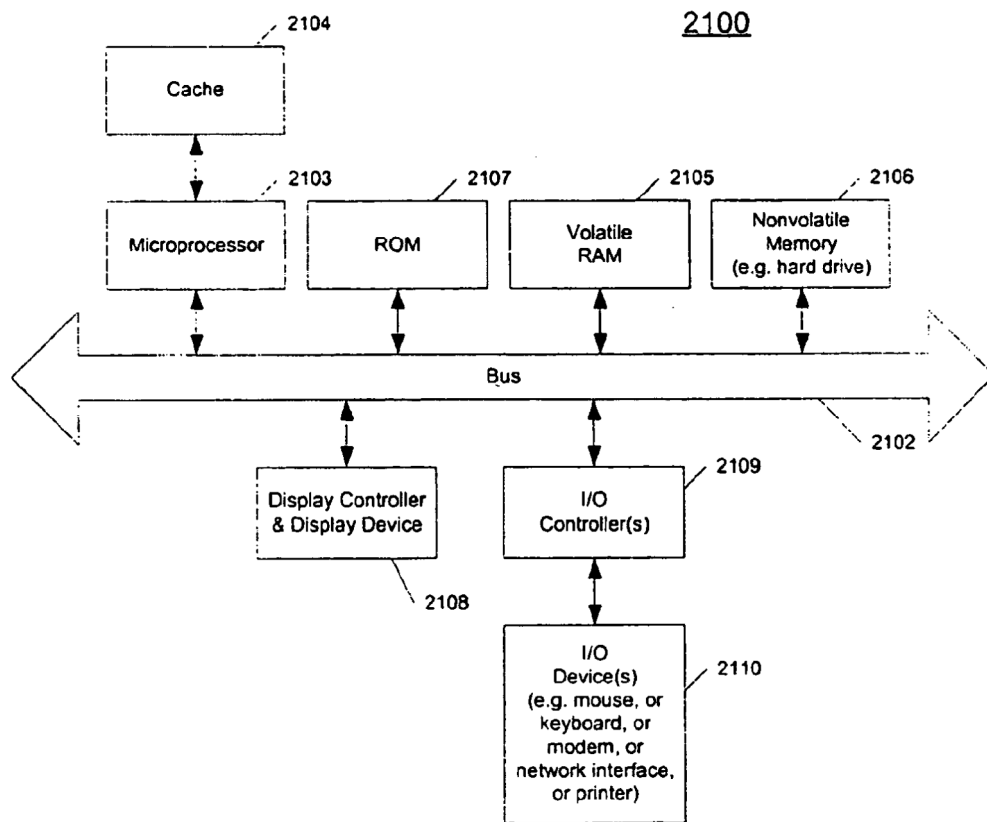 2100
2104
Cache
2103
2107
2105
2106
Microprocessor
ROM
Volatile
RAM
Nonvolatile
Memory
(e.g. hard drive)
Bus
2102
Display Controller
& Display Device
2108
2109
I/O
Controller(s)
2110
I/O
Device(s)
(e.g. mouse, or
keyboard, or
modem, or
network interface,
or printer)